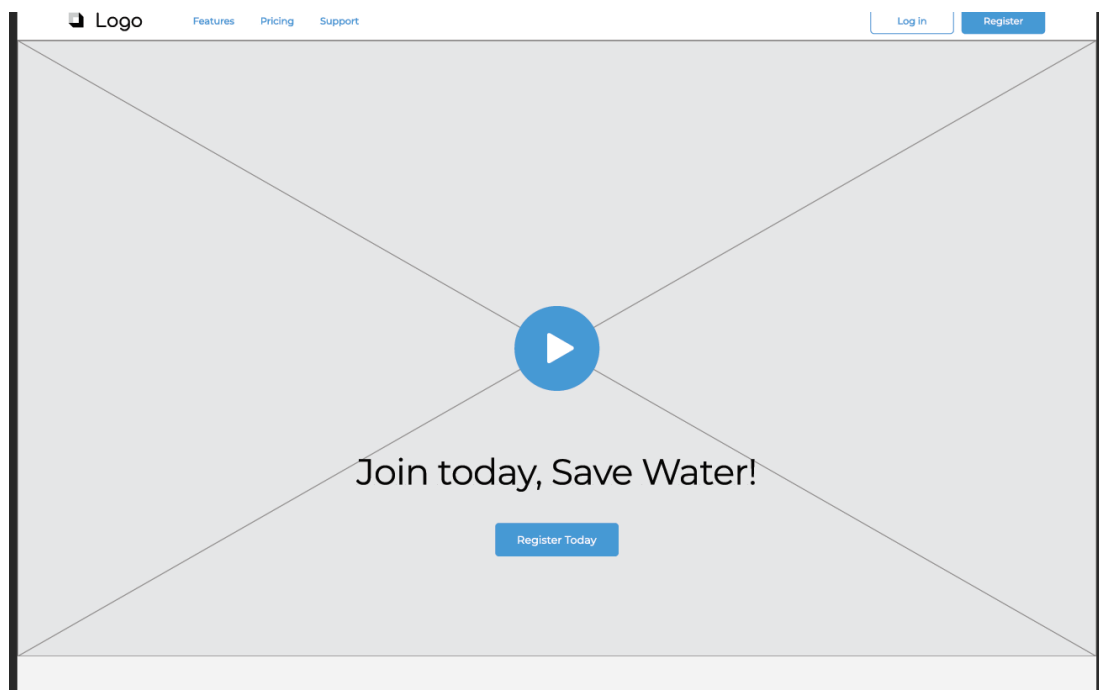 Logo Features Pricing Support Log in Register
Join today, Save Water!
Register Today